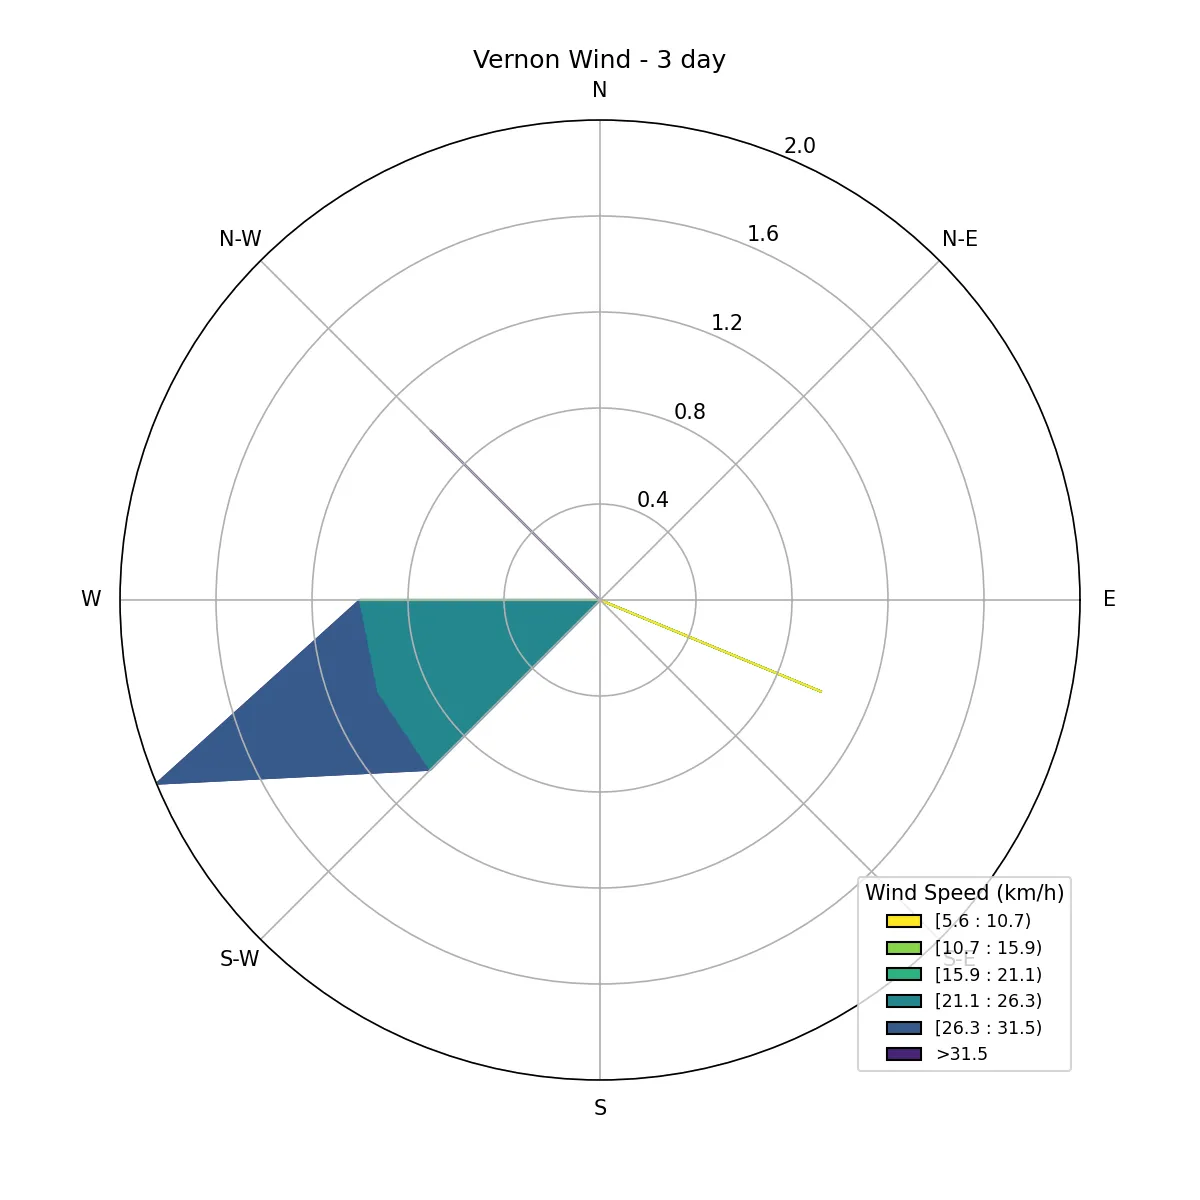 Vernon Wind - 3 day
N
2.0
N-W
1.6
N-E
1.2
0.8
0.4
W
E
S-W
S-E
S
Wind Speed (km/h)
[5.6 : 10.7)
[10.7 : 15.9)
[15.9 : 21.1)
[21.1 : 26.3)
[26.3 : 31.5)
>31.5